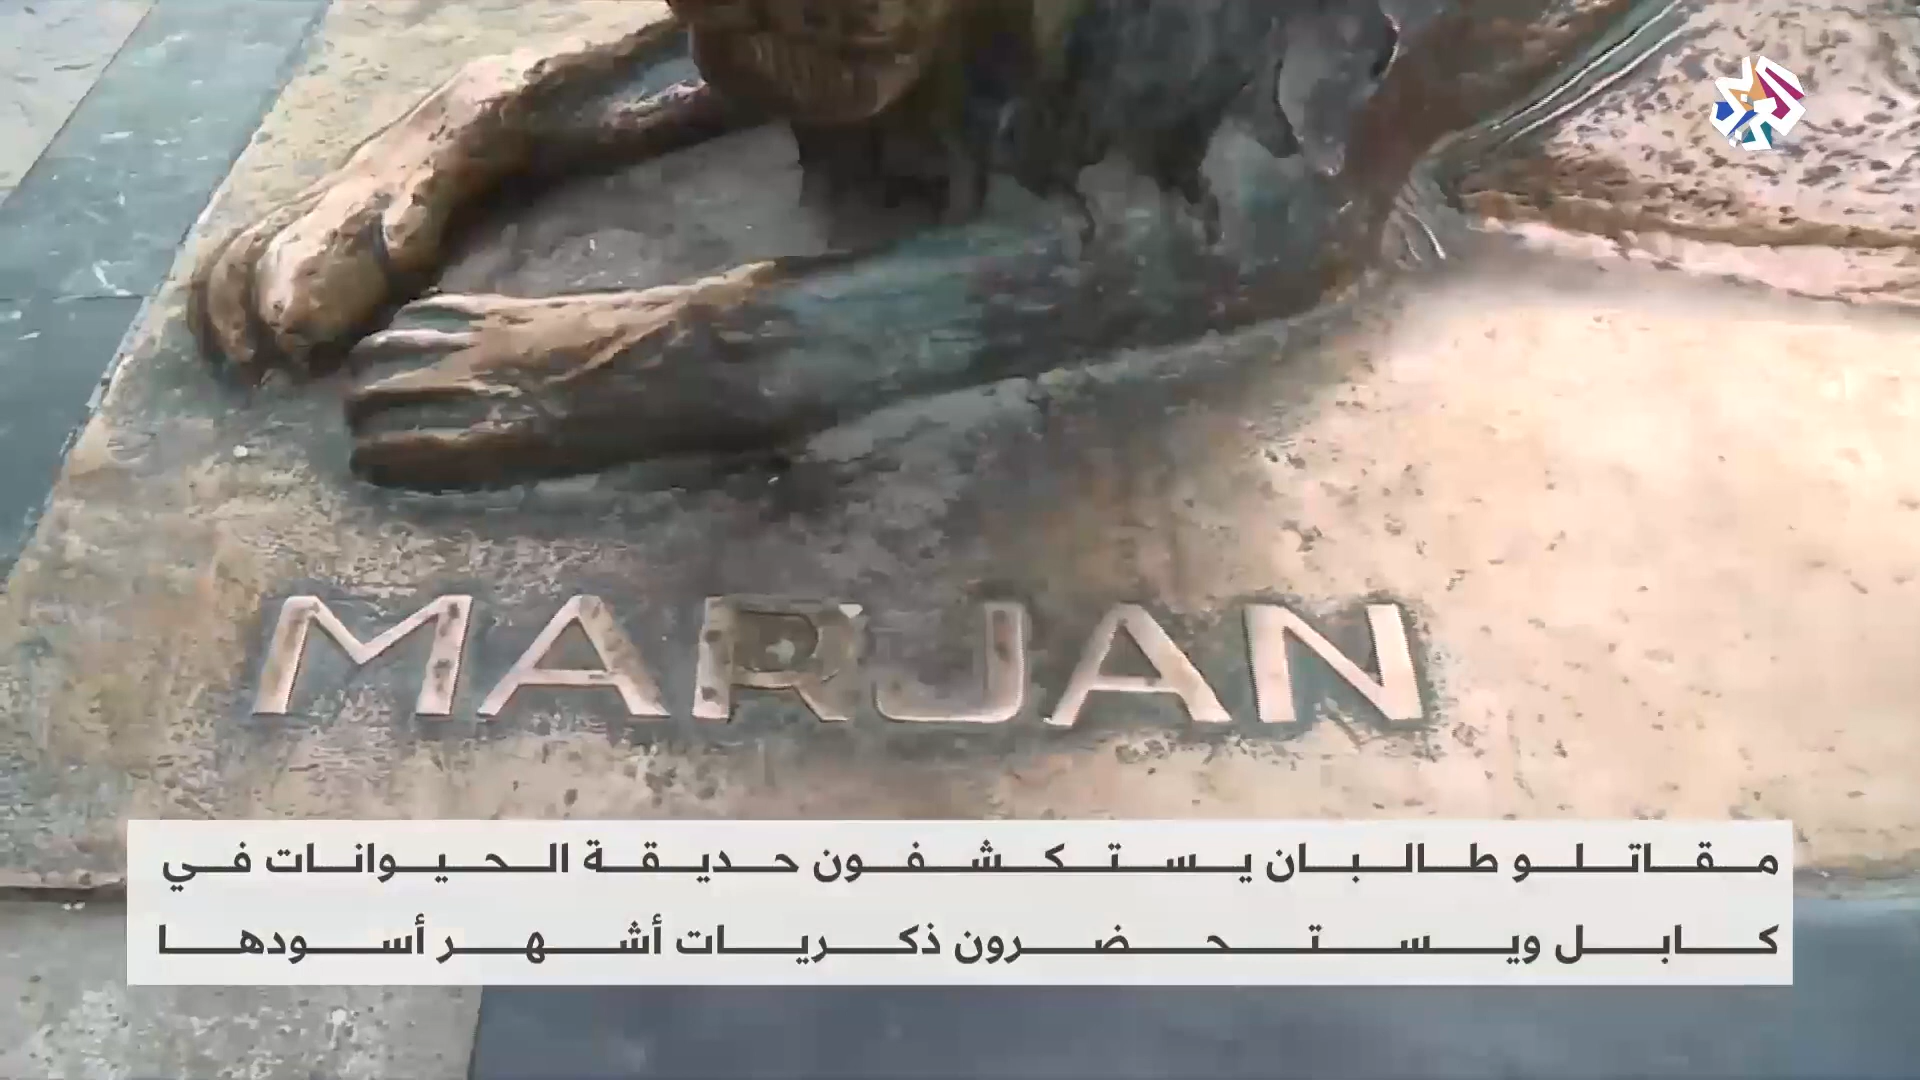 MARJAN
مقاتلو طالبان يستكشفون حديقة الحيوانات في
كابل ويستحضرون ذكريات أشهر أسودها